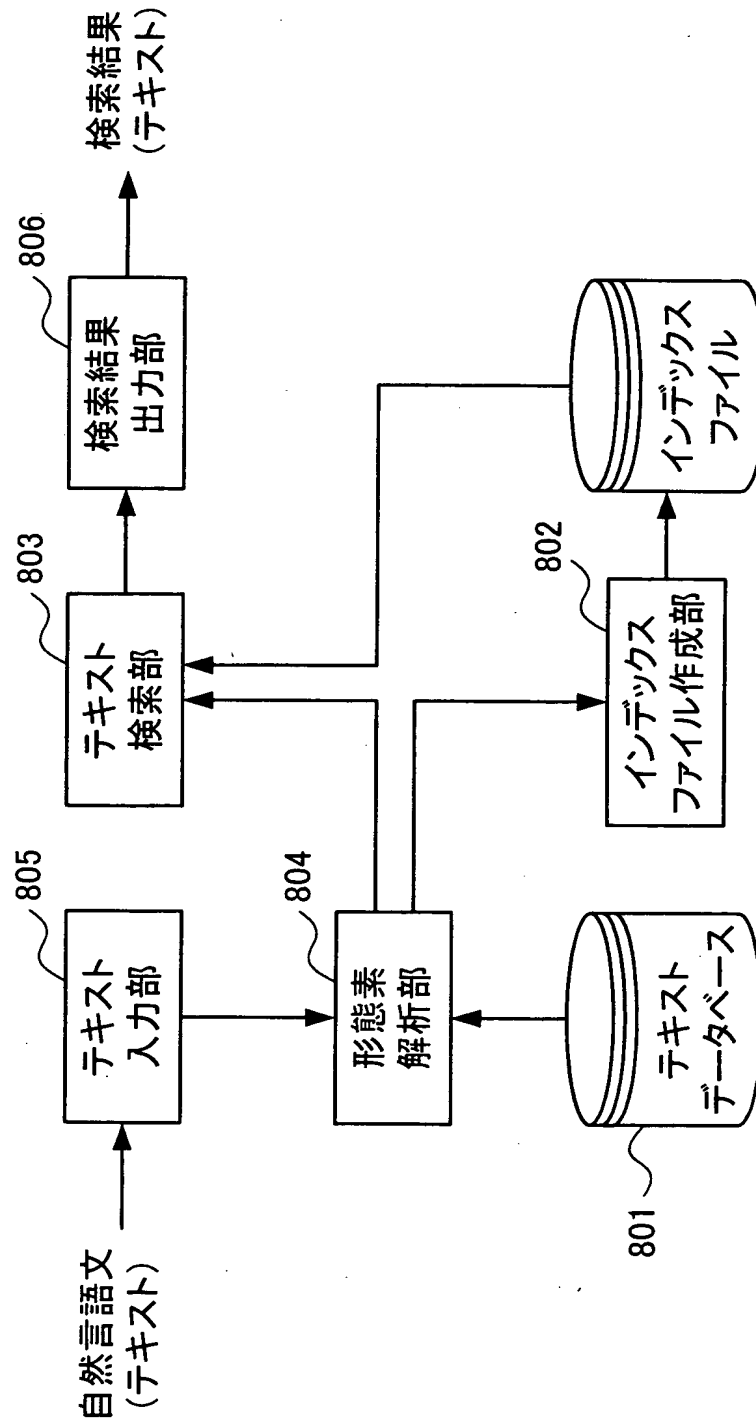 自然言語文
(テキスト)
805
テキスト
入力部
803
テキスト
検索部
806
検索結果
出力部
検索結果
(テキスト)
804
形態素
解析部
801
テキスト
データベース
802
インデックス
ファイル作成部
インデックス
ファイル